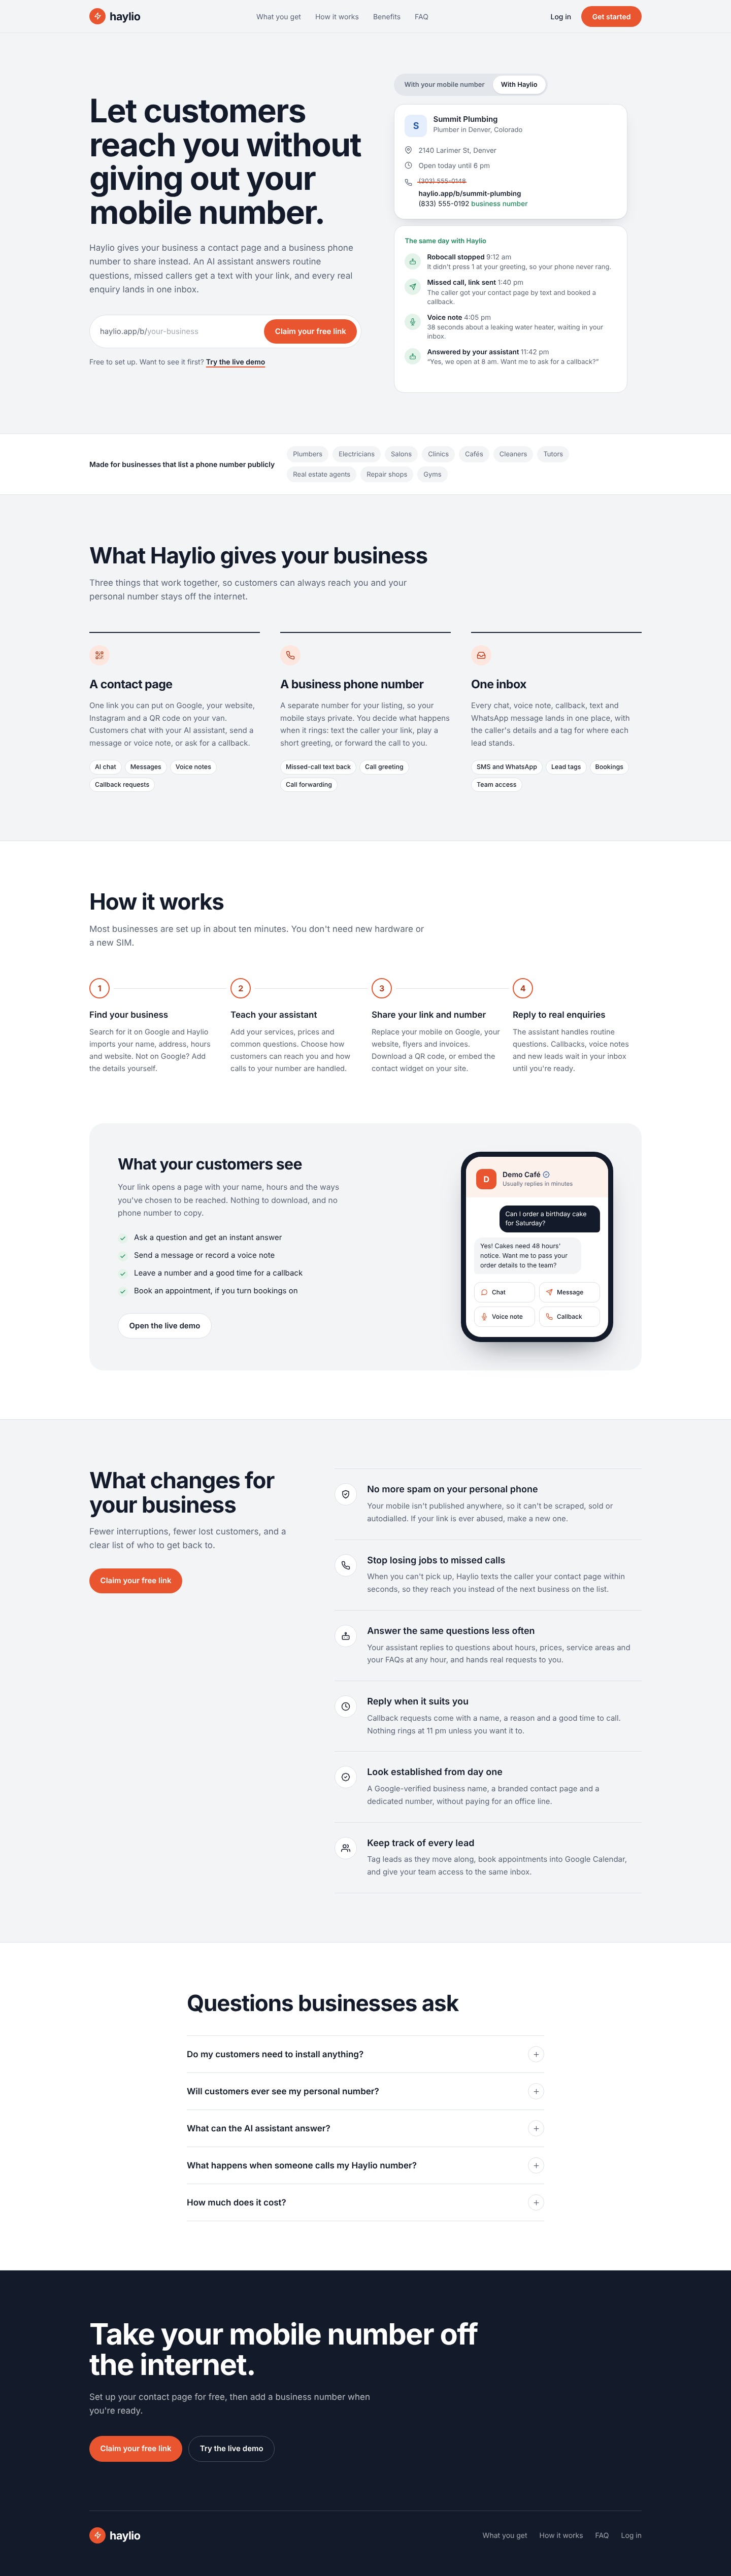 haylio
What you get
How it works
Benefits
FAQ
Log in
Get started
Let customers
reach you without
giving out your
mobile number.
Haylio gives your business a contact page and a business phone
number to share instead. An AI assistant answers routine
questions, missed callers get a text with your link, and every real
enquiry lands in one inbox.
haylio.app/b/your-business
Claim your free link
Free to set up. Want to see it first? Try the live demo
With your mobile number
With Haylio
S
Summit Plumbing
Plumber in Denver, Colorado
2140 Larimer St, Denver
Open today until 6 pm
(303) 555-0148
haylio.app/b/summit-plumbing
(833) 555-0192 business number
The same day with Haylio
Robocall stopped 9:12 am
It didn't press 1 at your greeting, so your phone never rang.
Missed call, link sent 1:40 pm
The caller got your contact page by text and booked a
callback.
Voice note 4:05 pm
38 seconds about a leaking water heater, waiting in your
inbox.
Answered by your assistant 11:42 pm
"Yes, we open at 8 am. Want me to ask for a callback?"
Made for businesses that list a phone number publicly
Plumbers
Electricians
Salons
Clinics
Cafés
Cleaners
Tutors
Real estate agents
Repair shops
Gyms
What Haylio gives your business
Three things that work together, so customers can always reach you and your
personal number stays off the internet.
A contact page
One link you can put on Google, your website,
Instagram and a QR code on your van.
Customers chat with your AI assistant, send a
message or voice note, or ask for a callback.
AI chat
Messages
Voice notes
Callback requests
A business phone number
A separate number for your listing, so your
mobile stays private. You decide what happens
when it rings: text the caller your link, play a
short greeting, or forward the call to you.
Missed-call text back
Call greeting
Call forwarding
One inbox
Every chat, voice note, callback, text and
WhatsApp message lands in one place, with
the caller's details and a tag for where each
lead stands.
SMS and WhatsApp
Lead tags
Bookings
Team access
How it works
Most businesses are set up in about ten minutes. You don't need new hardware or
a new SIM.
1
Find your business
Search for it on Google and Haylio
imports your name, address, hours
and website. Not on Google? Add
the details yourself.
2
Teach your assistant
Add your services, prices and
common questions. Choose how
customers can reach you and how
calls to your number are handled.
3
Share your link and number
Replace your mobile on Google, your
website, flyers and invoices.
Download a QR code, or embed the
contact widget on your site.
4
Reply to real enquiries
The assistant handles routine
questions. Callbacks, voice notes
and new leads wait in your inbox
until you're ready.
What your customers see
Your link opens a page with your name, hours and the ways
you've chosen to be reached. Nothing to download, and no
phone number to copy.
Ask a question and get an instant answer
Send a message or record a voice note
Leave a number and a good time for a callback
Book an appointment, if you turn bookings on
Open the live demo
D
Demo Café
Usually replies in minutes
Can I order a birthday cake
for Saturday?
Yes! Cakes need 48 hours'
notice. Want me to pass your
order details to the team?
Chat
Message
Voice note
Callback
What changes for
your business
Fewer interruptions, fewer lost customers, and a
clear list of who to get back to.
Claim your free link
No more spam on your personal phone
Your mobile isn't published anywhere, so it can't be scraped, sold or
autodialled. If your link is ever abused, make a new one.
Stop losing jobs to missed calls
When you can't pick up, Haylio texts the caller your contact page within
seconds, so they reach you instead of the next business on the list.
Answer the same questions less often
Your assistant replies to questions about hours, prices, service areas and
your FAQs at any hour, and hands real requests to you.
Reply when it suits you
Callback requests come with a name, a reason and a good time to call.
Nothing rings at 11 pm unless you want it to.
Look established from day one
A Google-verified business name, a branded contact page and a
dedicated number, without paying for an office line.
Keep track of every lead
Tag leads as they move along, book appointments into Google Calendar,
and give your team access to the same inbox.
Questions businesses ask
Do my customers need to install anything?
Will customers ever see my personal number?
What can the AI assistant answer?
What happens when someone calls my Haylio number?
How much does it cost?
Take your mobile number off
the internet.
Set up your contact page for free, then add a business number when
you're ready.
Claim your free link
Try the live demo
haylio
What you get
How it works
FAQ
Log in